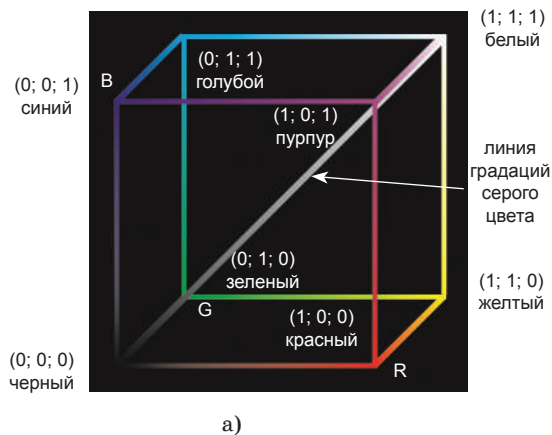 (1; 1; 1)
белый
(0; 0; 1)
синий
B
(0; 1; 1)
голубой
(1; 0; 1)
пурпур
линия
градаций
серого
цвета
(0; 1; 0)
зеленый
G
(1; 0; 0)
красный
(1; 1; 0)
желтый
(0; 0; 0)
черный
R
а)